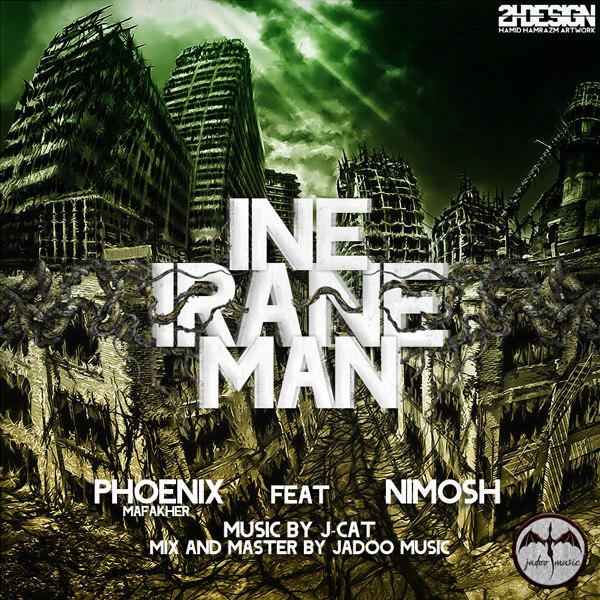 2HDESIGN
HAMID HAMRAZM ARTWORK
INE
IRANE
MAN
PHOENIX FEAT NIMOSH
MAFAKHER
MUSIC BY J-CAT
MIX AND MASTER BY JADOO MUSIC
jadoo music